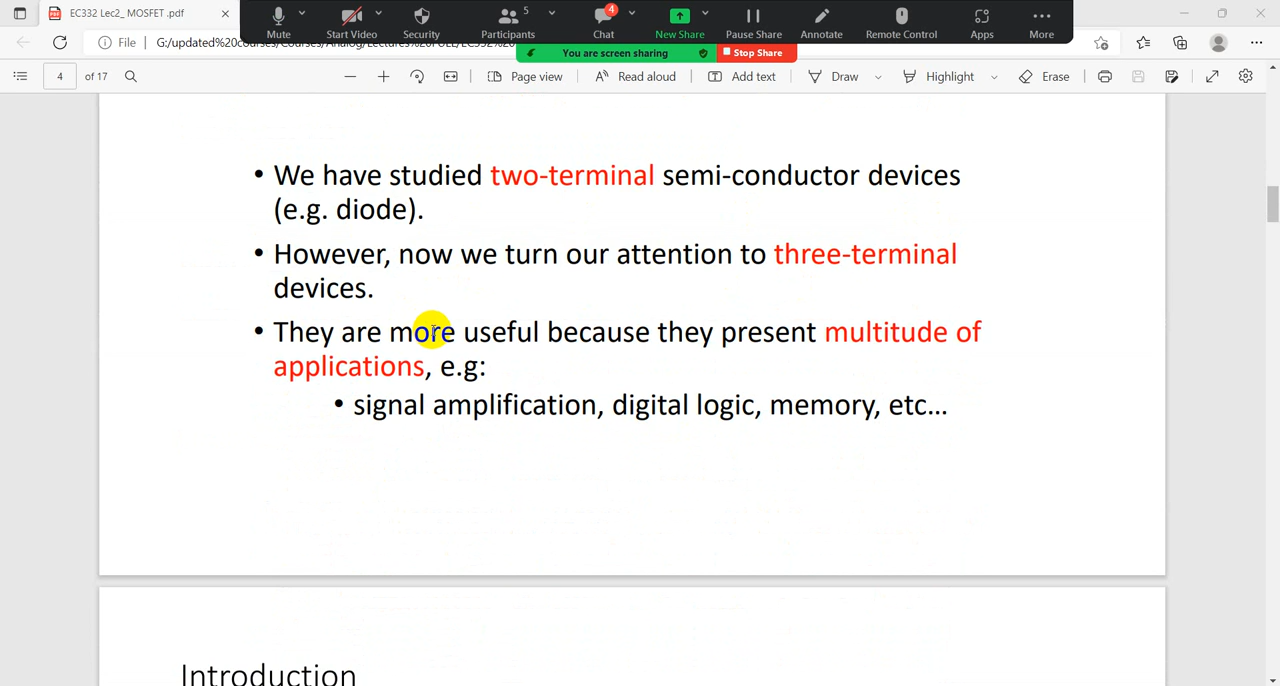 EC332 Lec2_ MOSFET .pdf
5
4
Mute
Start Video
Security
Participants
Chat
New Share
Pause Share
Annotate
Remote Control
Apps
More
You are screen sharing
Stop Share
File
4 of 17
Page view
Read aloud
Add text
Draw
Highlight
Erase
• We have studied two-terminal semi-conductor devices
(e.g. diode).
• However, now we turn our attention to three-terminal
devices.
• They are more useful because they present multitude of
applications, e.g:
• signal amplification, digital logic, memory, etc...
Introduction